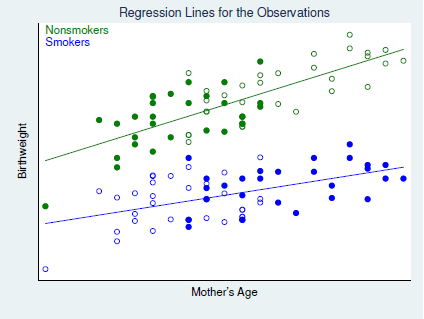 Regression Lines for the Observations
Nonsmokers
Smokers
Birthweight
Mother's Age